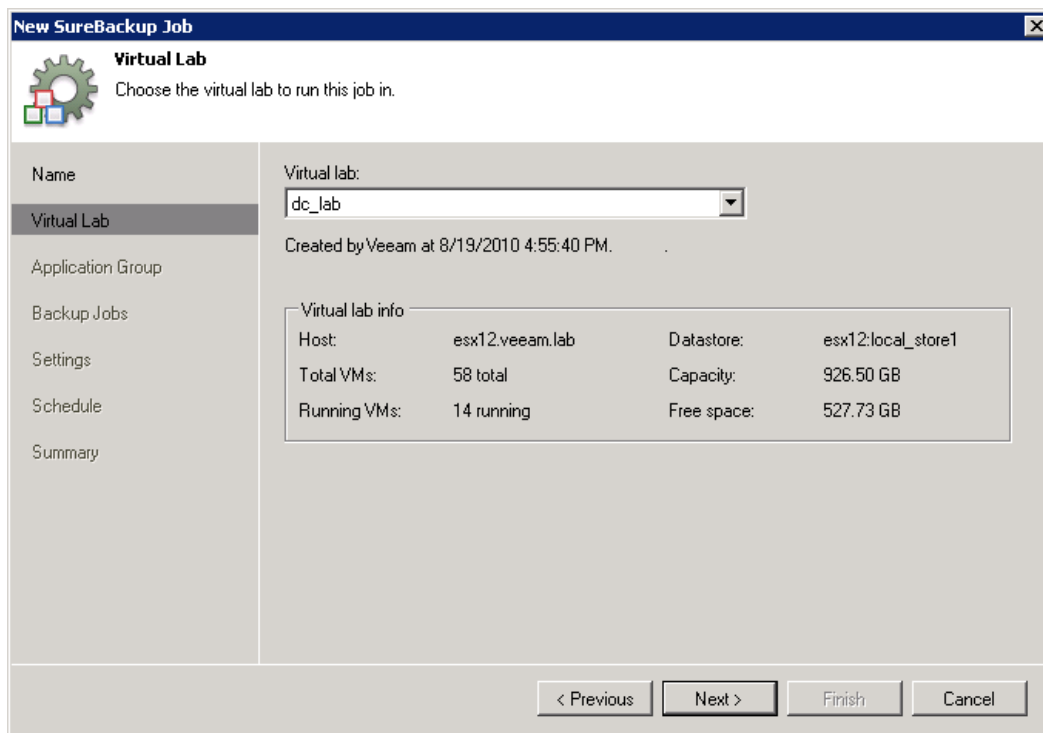 New SureBackup Job
Virtual Lab
Choose the virtual lab to run this job in.
Name
Virtual Lab
Application Group
Backup Jobs
Settings
Schedule
Summary
Virtual lab:
dc_lab
Created by Veeam at 8/19/2010 4:55:40 PM. .
Virtual lab info
Host: esx12.veeam.lab Datastore: esx12:local_store1
Total VMs: 58 total Capacity: 926.50 GB
Running VMs: 14 running Free space: 527.73 GB
< Previous Next > Finish Cancel